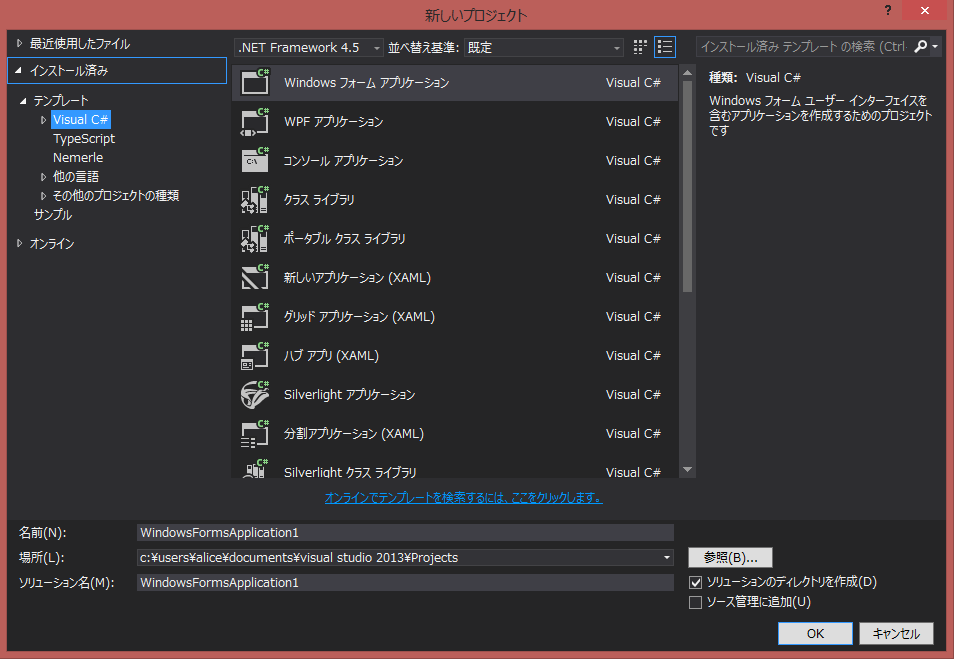 新しいプロジェクト
?
最近使用したファイル
インストール済み
テンプレート
Visual C#
TypeScript
Nemerle
他の言語
その他のプロジェクトの種類
サンプル
オンライン
.NET Framework 4.5
並べ替え基準: 既定
インストール済み テンプレート の検索 (Ctrl-
Windows フォーム アプリケーション Visual C#
WPF アプリケーション Visual C#
コンソール アプリケーション Visual C#
クラス ライブラリ Visual C#
ポータブル クラス ライブラリ Visual C#
新しいアプリケーション (XAML) Visual C#
グリッド アプリケーション (XAML) Visual C#
ハブ アプリ (XAML) Visual C#
Silverlight アプリケーション Visual C#
分割アプリケーション (XAML) Visual C#
Silverlight クラス ライブラリ Visual C#
オンラインでテンプレートを検索するには、ここをクリックします。
種類: Visual C#
Windows フォーム ユーザー インターフェイスを
含むアプリケーションを作成するためのプロジェクト
です
名前(N): WindowsFormsApplication1
場所(L): c:¥users¥alice¥documents¥visual studio 2013¥Projects
参照(B)...
ソリューション名(M): WindowsFormsApplication1
ソリューションのディレクトリを作成(D)
ソース管理に追加(U)
OK
キャンセル